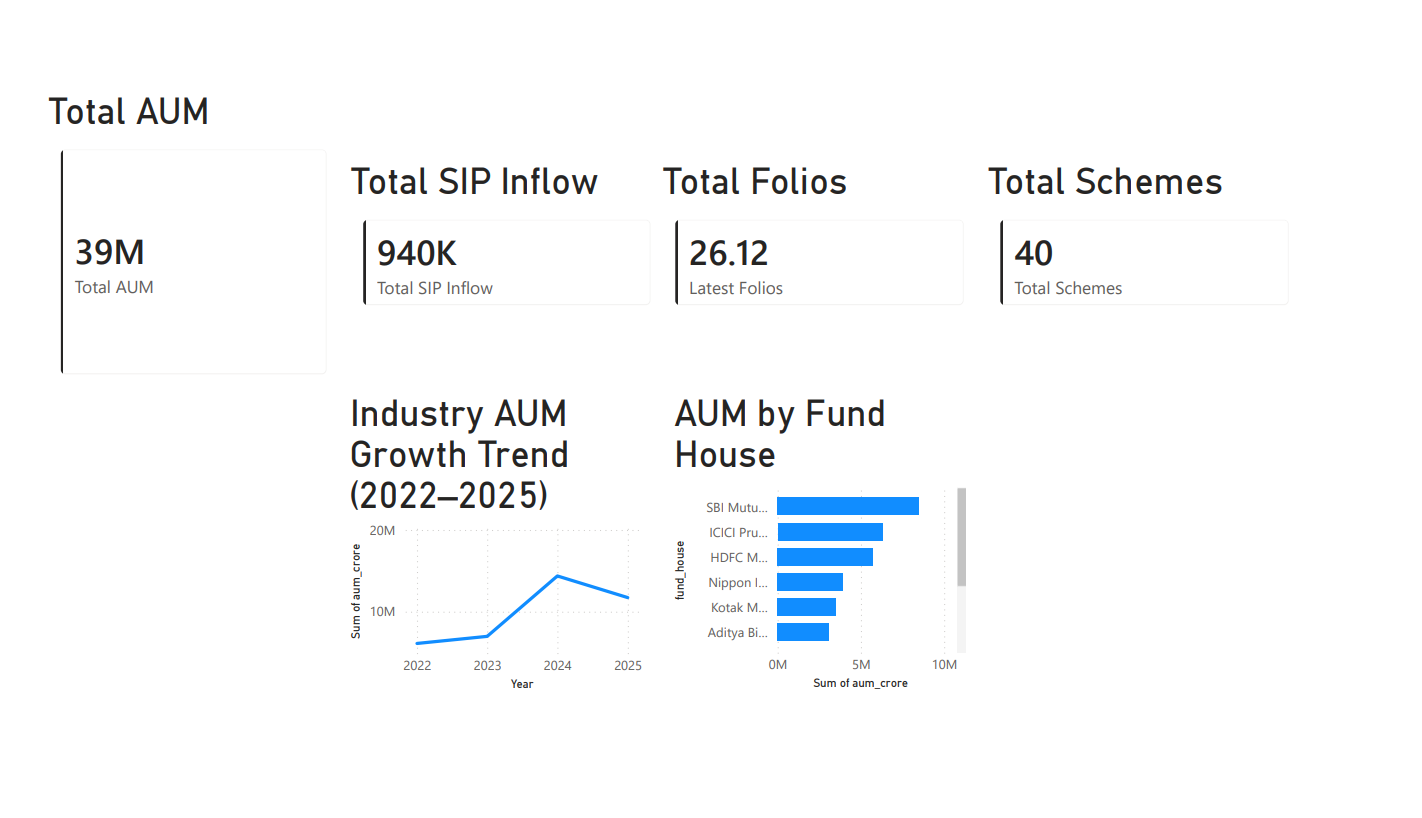 Total AUM
39M
Total AUM
Total SIP Inflow
940K
Total SIP Inflow
Total Folios
26.12
Latest Folios
Total Schemes
40
Total Schemes
Industry AUM
Growth Trend
(2022–2025)
20M
10M
Sum of aum_crore
2022 2023 2024 2025
Year
AUM by Fund
House
fund_house
SBI Mutu...
ICICI Pru...
HDFC M...
Nippon I...
Kotak M...
Aditya Bi...
0M 5M 10M
Sum of aum_crore